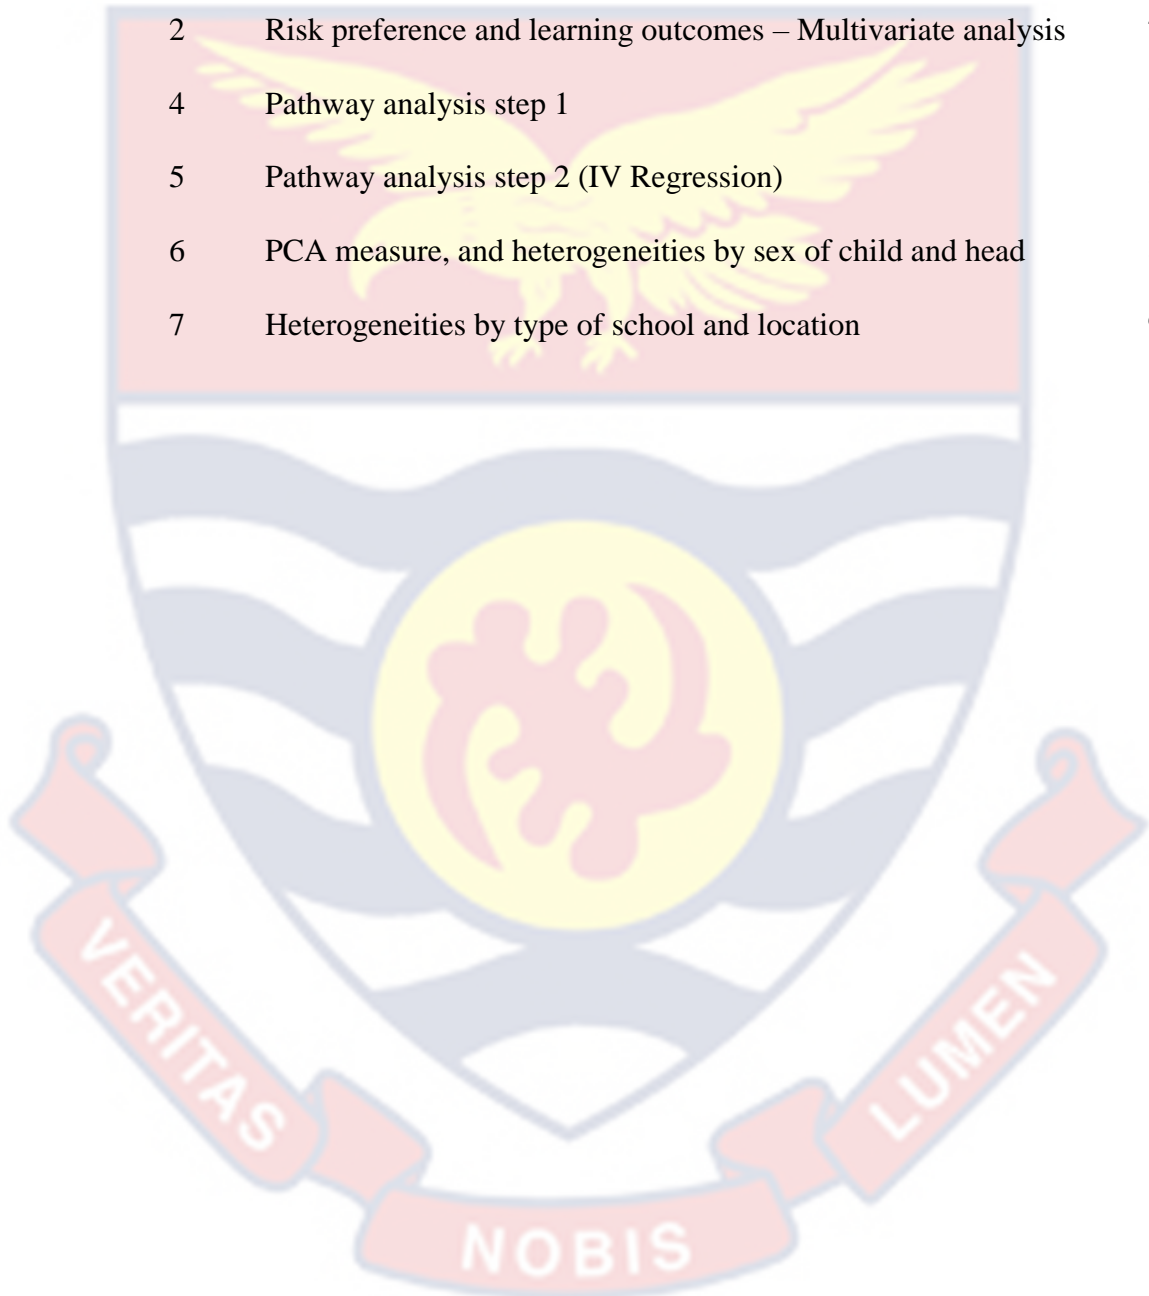 2 Risk preference and learning outcomes – Multivariate analysis
4 Pathway analysis step 1
5 Pathway analysis step 2 (IV Regression)
6 PCA measure, and heterogeneities by sex of child and head
7 Heterogeneities by type of school and location
VERITAS
NOBIS
LUMEN